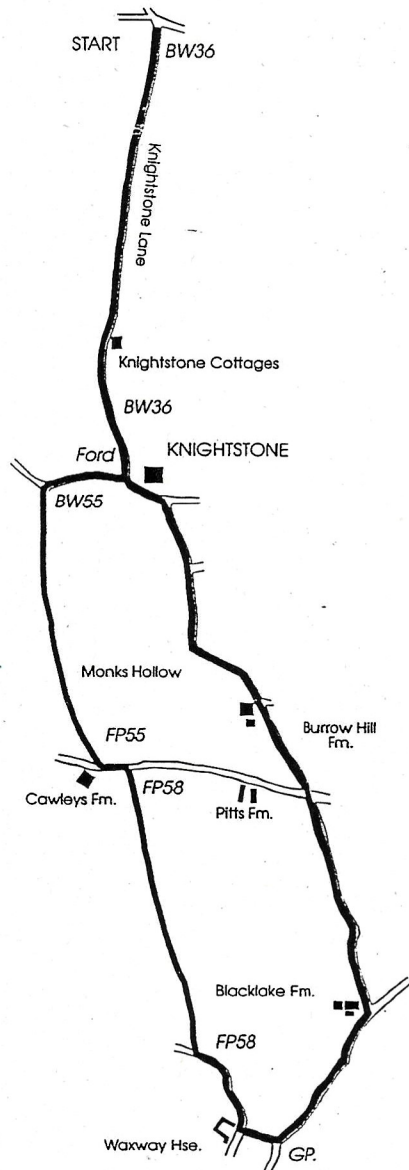 START
BW36
Knightstone Lane
Knightstone Cottages
BW36
Ford
KNIGHTSTONE
BW55
Monks Hollow
Burrow Hill
Fm.
FP55
Cawleys Fm.
FP58
Pitts Fm.
Blacklake Fm.
FP58
Waxway Hse.
GP.